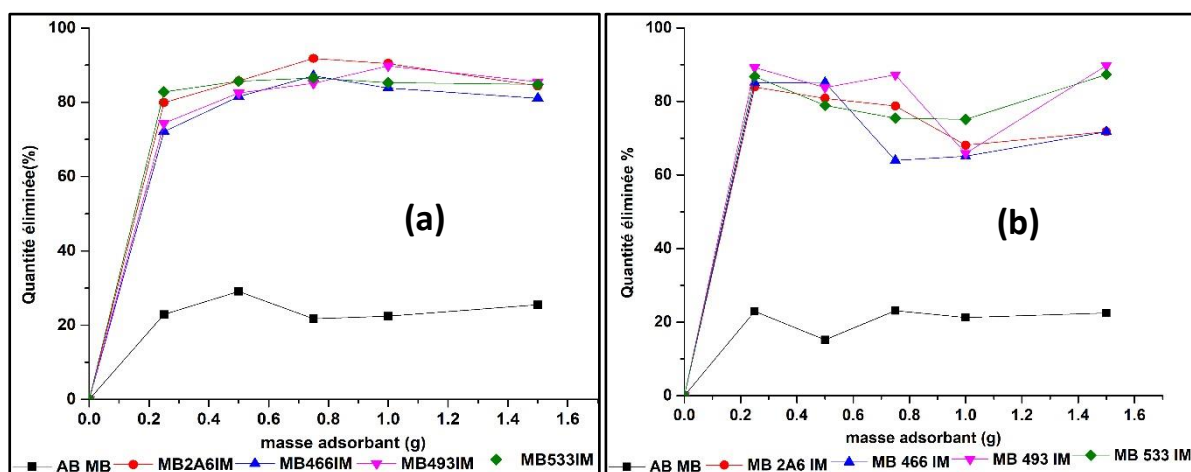 100
80
60
40
20
0
Quantité éliminée(%)
(a)
0.0 0.2 0.4 0.6 0.8 1.0 1.2 1.4 1.6
masse adsorbant (g)
AB MB MB2A6IM MB466IM MB493IM MB533IM
100
80
60
40
20
0
Quantité éliminée %
(b)
0.0 0.2 0.4 0.6 0.8 1.0 1.2 1.4 1.6
masse adsorbant (g)
AB MB MB 2A6 IM MB 466 IM MB 493 IM MB 533 IM